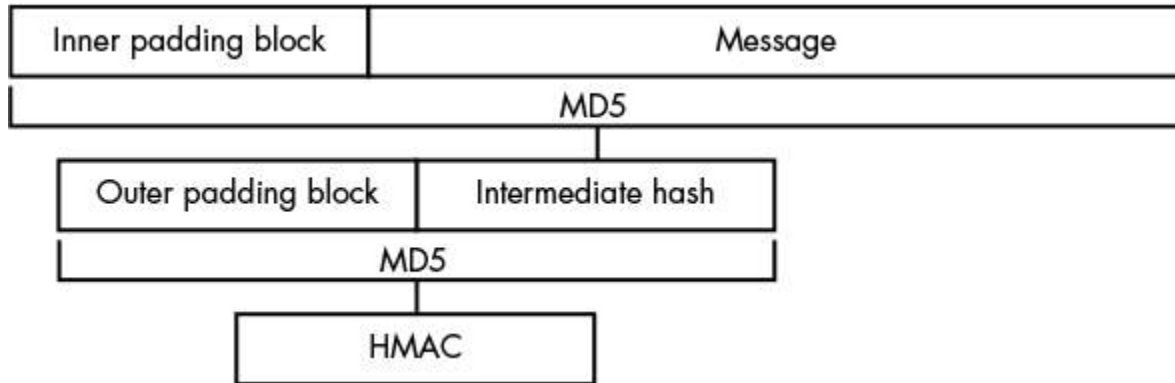 Inner padding block Message
MD5
Outer padding block Intermediate hash
MD5
HMAC